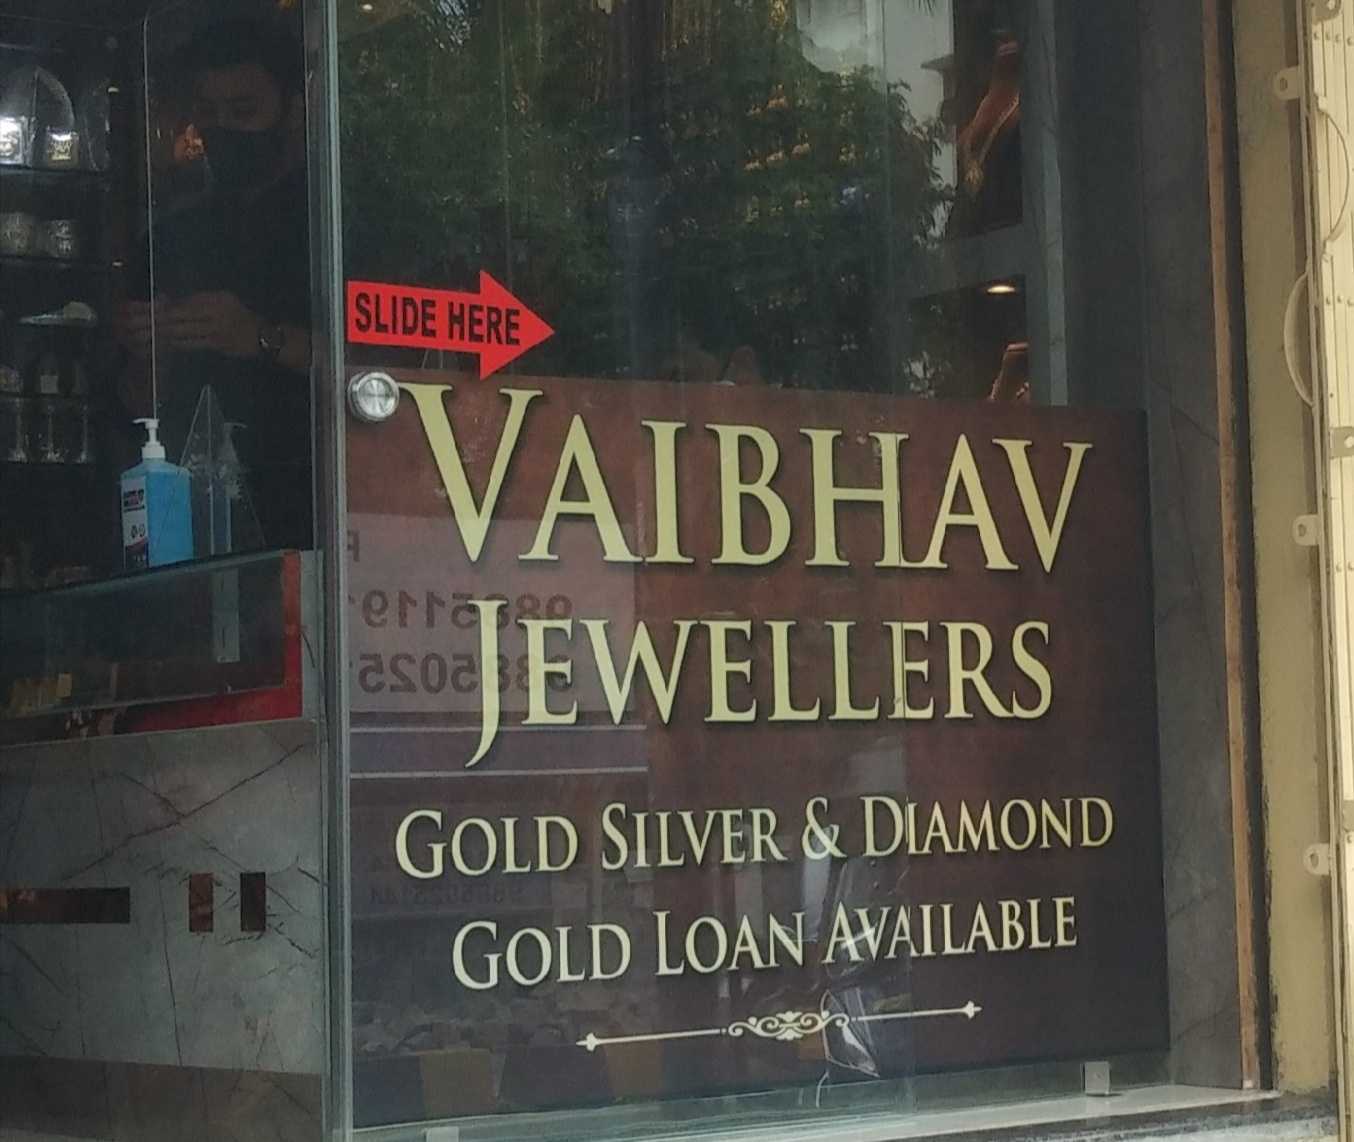 SLIDE HERE
VAIBHAV
JEWELLERS
GOLD SILVER & DIAMOND
GOLD LOAN AVAILABLE